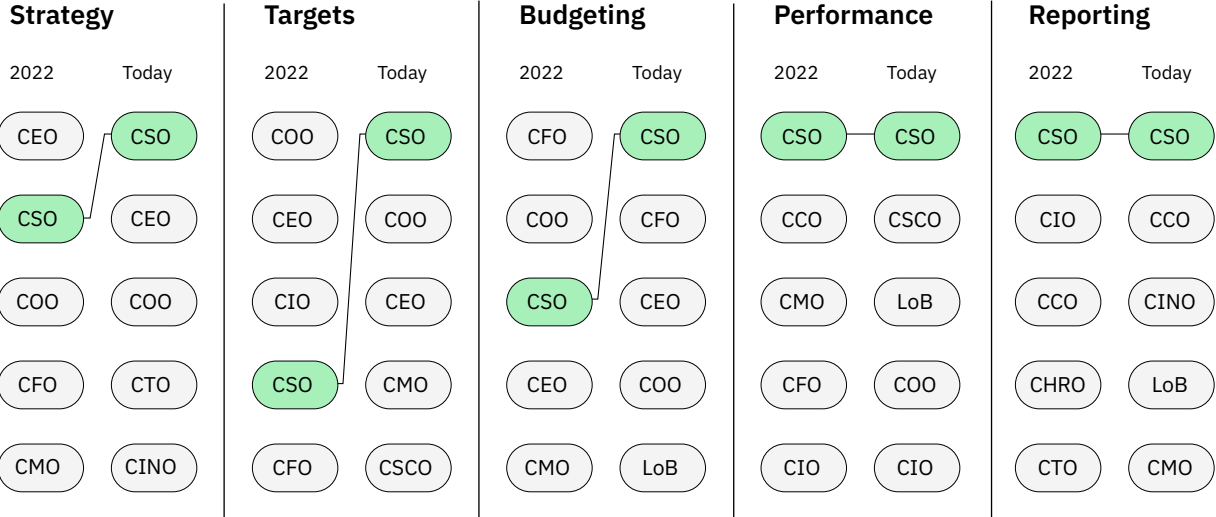 Strategy Targets Budgeting Performance Reporting
2022 Today 2022 Today 2022 Today 2022 Today 2022 Today
CEO CSO COO CSO CFO CSO CSO CSO CSO CSO
CSO CEO CEO COO COO CFO CCO CSCO CIO CCO
COO COO CIO CEO CSO CEO CMO LoB CCO CINO
CFO CTO CSO CMO CEO COO CFO COO CHRO LoB
CMO CINO CFO CSCO CMO LoB CIO CIO CTO CMO